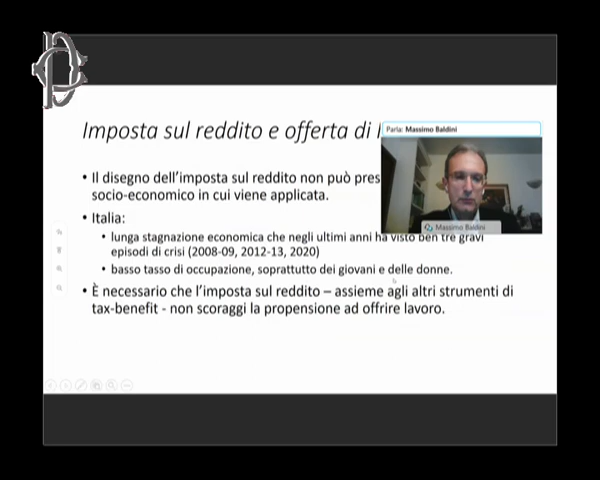 Imposta sul reddito e offerta di
Parla: Massimo Baldini
• Il disegno dell'imposta sul reddito non può
socio-economico in cui viene applicata.
• Italia:
Massimo Baldini
• lunga stagnazione economica che negli ultimi anni ha visto ben tre gravi
episodi di crisi (2008-09, 2012-13, 2020)
• basso tasso di occupazione, soprattutto dei giovani e delle donne.
• È necessario che l'imposta sul reddito – assieme agli altri strumenti di
tax-benefit - non scoraggi la propensione ad offrire lavoro.